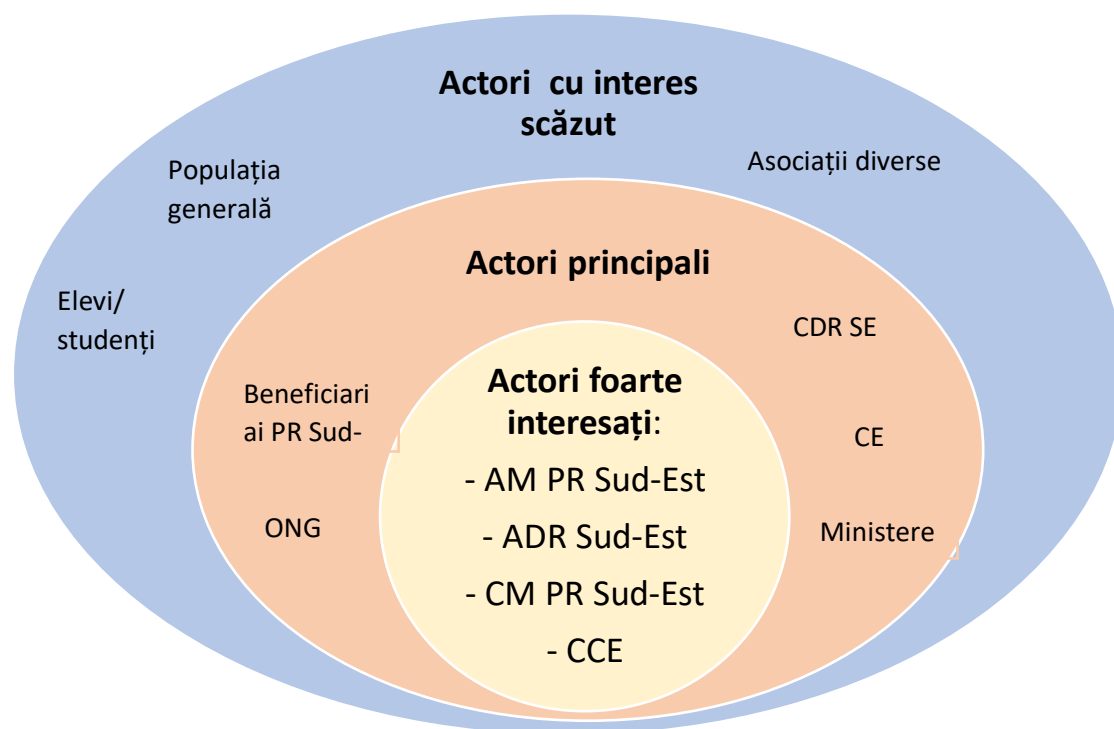 Actori  cu interes
scăzut
Populația
generală
Asociații diverse
Elevi/
studenți
Actori principali
CDR SE
Beneficiari
ai PR Sud-
CE
ONG
Ministere
Actori foarte
interesați:
- AM PR Sud-Est
- ADR Sud-Est
- CM PR Sud-Est
- CCE